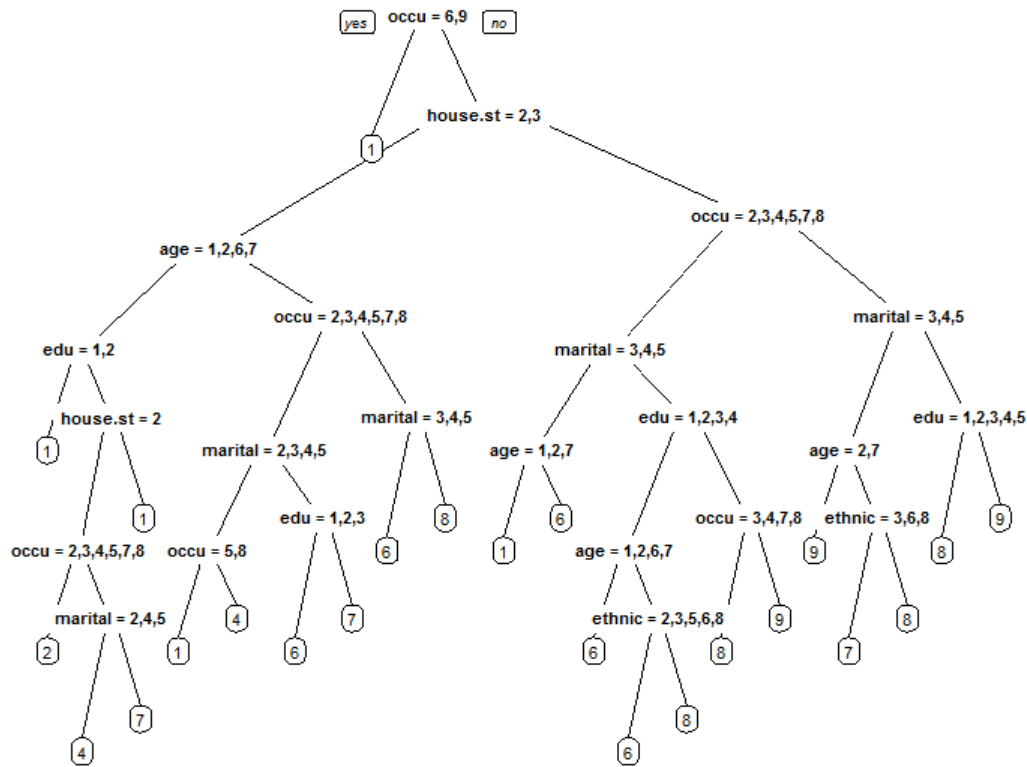 yes occu = 6,9 no
house.st = 2,3
1
occu = 2,3,4,5,7,8
age = 1,2,6,7
occu = 2,3,4,5,7,8 marital = 3,4,5
edu = 1,2 marital = 3,4,5
house.st = 2 marital = 3,4,5 edu = 1,2,3,4 edu = 1,2,3,4,5
1 marital = 2,3,4,5 age = 1,2,7 age = 2,7
1 edu = 1,2,3 8 6 occu = 3,4,7,8 ethnic = 3,6,8 9
occu = 2,3,4,5,7,8 occu = 5,8 6 1 age = 1,2,6,7 9 8
marital = 2,4,5 4 7 ethnic = 2,3,5,6,8 9 8
2 1 6 6 8 7
7 8
4 6